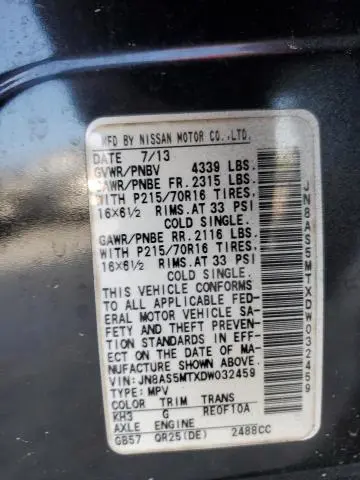 MFD BY NISSAN MOTOR CO.,LTD.
DATE 7/13
GVWR/PNBV 4339 LBS.
GAWR/PNBE FR. 2315 LBS.
WITH P215/70R16 TIRES,
16×6½ RIMS.AT 33 PSI
COLD SINGLE.
GAWR/PNBE RR. 2116 LBS.
WITH P215/70R16 TIRES,
16×6½ RIMS.AT 33 PSI
COLD SINGLE.
THIS VEHICLE CONFORMS
TO ALL APPLICABLE FED-
ERAL MOTOR VEHICLE SA-
FETY AND THEFT PREVENTION
STANDARDS IN EFF-
ECT ON THE DATE OF MA-
NUFACTURE SHOWN ABOVE.
VIN:JN8AS5MTXDW032459
TYPE: MPV
COLOR TRIM TRANS
KH3 G RE0F10A
AXLE ENGINE
GB57 QR25(DE) 2488CC
JN8AS5MTXDW032459